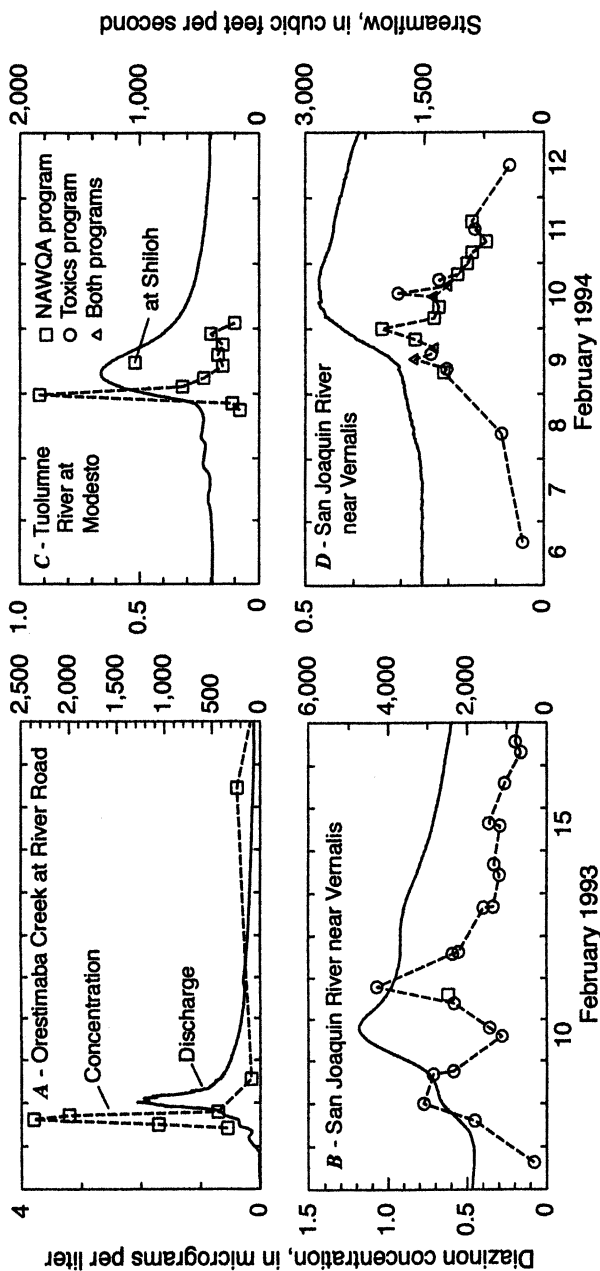 Diazinon concentration, in micrograms per liter
Streamflow, in cubic feet per second
A - Orestimaba Creek at River Road
Concentration
Discharge
4
2
0
2,500
2,000
1,500
1,000
500
0
C - Tuolumne
River at
Modesto
NAWQA program
Toxics program
Both programs
at Shiloh
1.0
0.5
0
2,000
1,000
0
B - San Joaquin River near Vernalis
1.5
1.0
0.5
0
6,000
4,000
2,000
0
10
15
February 1993
D - San Joaquin River
near Vernalis
0.5
0
3,000
1,500
0
6
7
8
9
10
11
12
February 1994